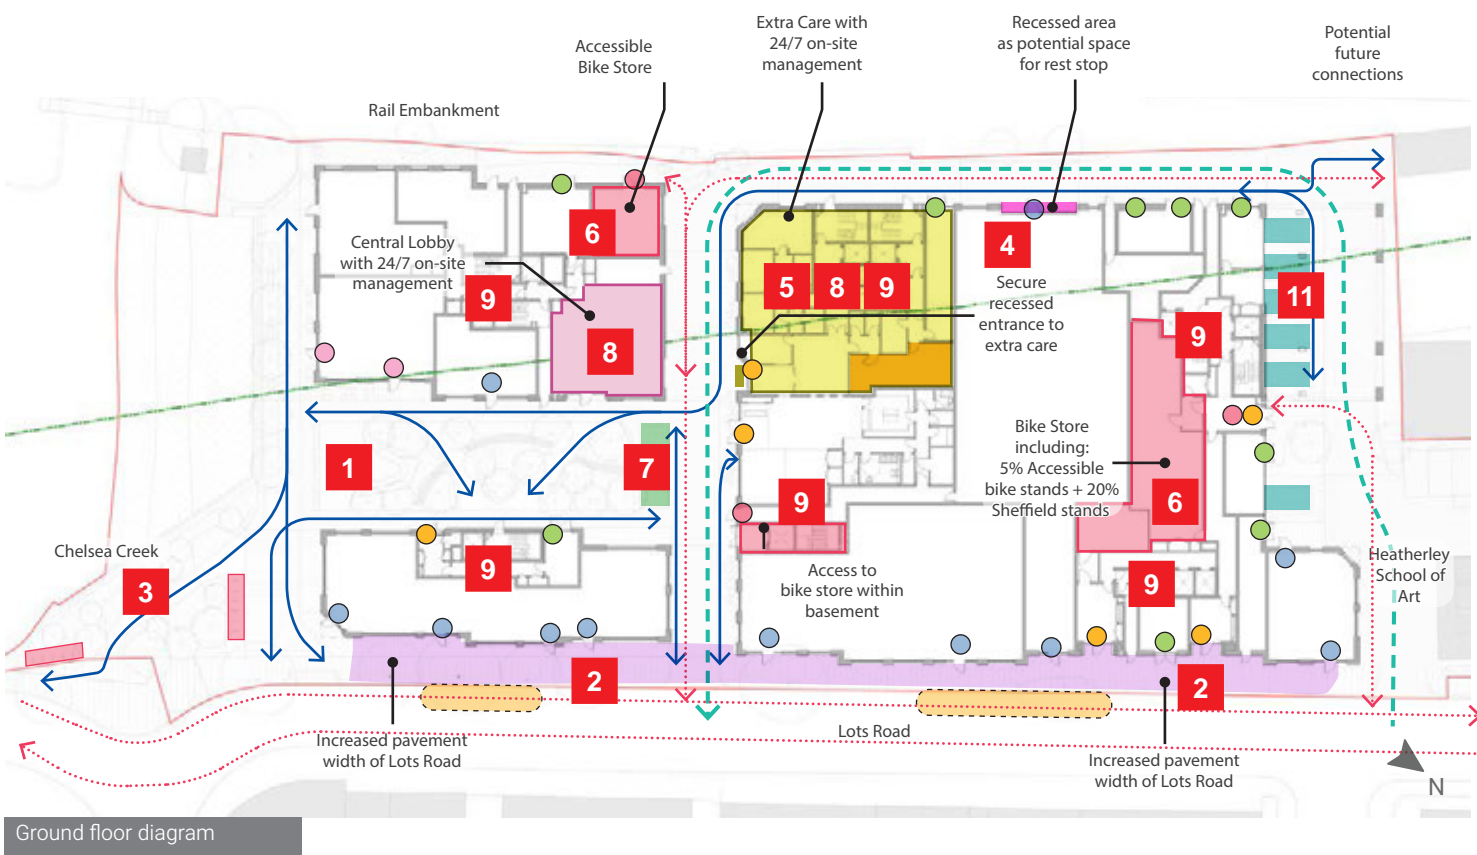 Extra Care with
24/7 on-site
management
Recessed area
as potential space
for rest stop
Potential
future
connections
Accessible
Bike Store
Rail Embankment
6
Central Lobby
with 24/7 on-site
management
9
8
5
8
9
4
Secure
recessed
entrance to
extra care
11
9
1
7
Bike Store
including:
5% Accessible
bike stands + 20%
Sheffield stands
6
9
Chelsea Creek
3
9
Access to
bike store within
basement
9
Heatherley
School of
Art
2
2
Increased pavement
width of Lots Road
Lots Road
Increased pavement
width of Lots Road
N
Ground floor diagram